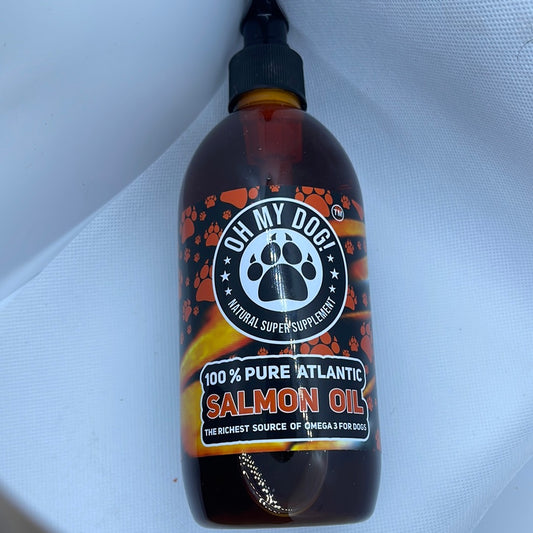 TM
OH MY DOG!
NATURAL SUPER SUPPLEMENT
100 % PURE ATLANTIC
SALMON OIL
THE RICHEST SOURCE OF OMEGA 3 FOR DOGS